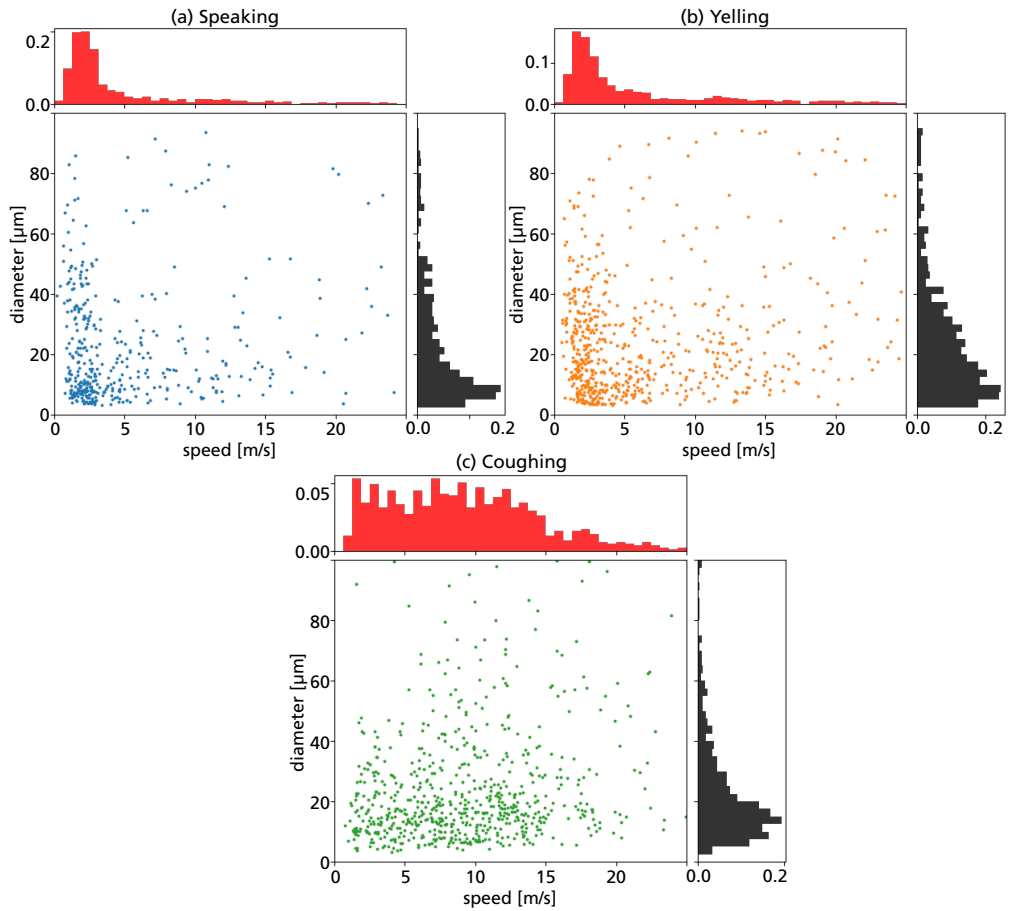 (a) Speaking
0.2
0.0
diameter [µm]
80
60
40
20
0
0 5 10 15 20
speed [m/s]
0.0 0.2
(b) Yelling
0.1
0.0
diameter [µm]
80
60
40
20
0
0 5 10 15 20
speed [m/s]
0.0 0.2
(c) Coughing
0.05
0.00
diameter [µm]
80
60
40
20
0
0 5 10 15 20
speed [m/s]
0.0 0.2